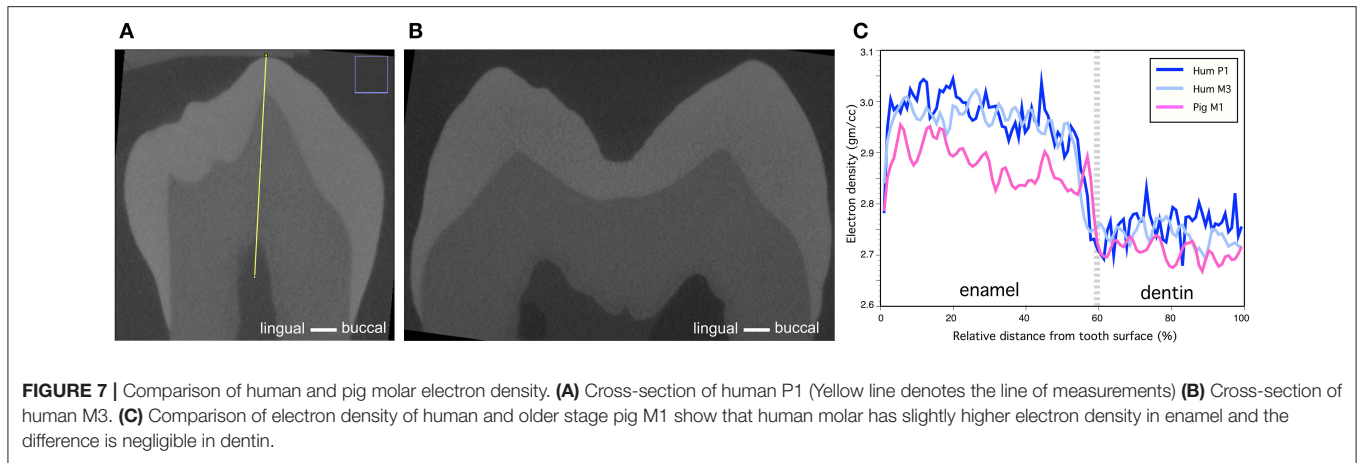 A
B
C
lingual buccal
lingual buccal
3.1
3.0
2.9
2.8
2.7
2.6
Electron density (gm/cc)
Hum P1
Hum M3
Pig M1
enamel
dentin
0 20 40 60 80 100
Relative distance from tooth surface (%)
FIGURE 7 | Comparison of human and pig molar electron density. (A) Cross-section of human P1 (Yellow line denotes the line of measurements) (B) Cross-section of
human M3. (C) Comparison of electron density of human and older stage pig M1 show that human molar has slightly higher electron density in enamel and the
difference is negligible in dentin.